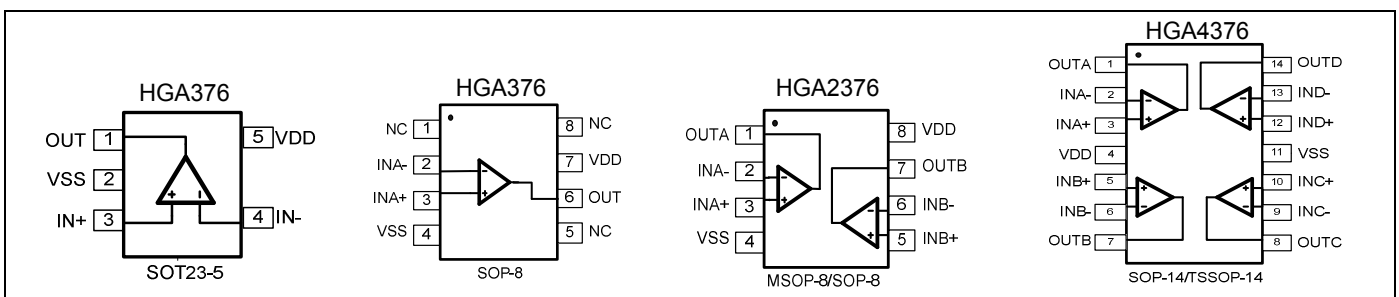 HGA376
OUT 1 5 VDD
VSS 2
IN+ 3 4 IN-
+ -
SOT23-5
HGA376
NC 1 8 NC
INA- 2 7 VDD
INA+ 3 6 OUT
VSS 4 5 NC
- +
SOP-8
HGA2376
OUTA 1 8 VDD
INA- 2 7 OUTB
INA+ 3 6 INB-
VSS 4 5 INB+
- +
- +
MSOP-8/SOP-8
HGA4376
OUTA 1 14 OUTD
INA- 2 13 IND-
INA+ 3 12 IND+
VDD 4 11 VSS
INB+ 5 10 INC+
INB- 6 9 INC-
OUTB 7 8 OUTC
- + - +
+ - + -
SOP-14/TSSOP-14